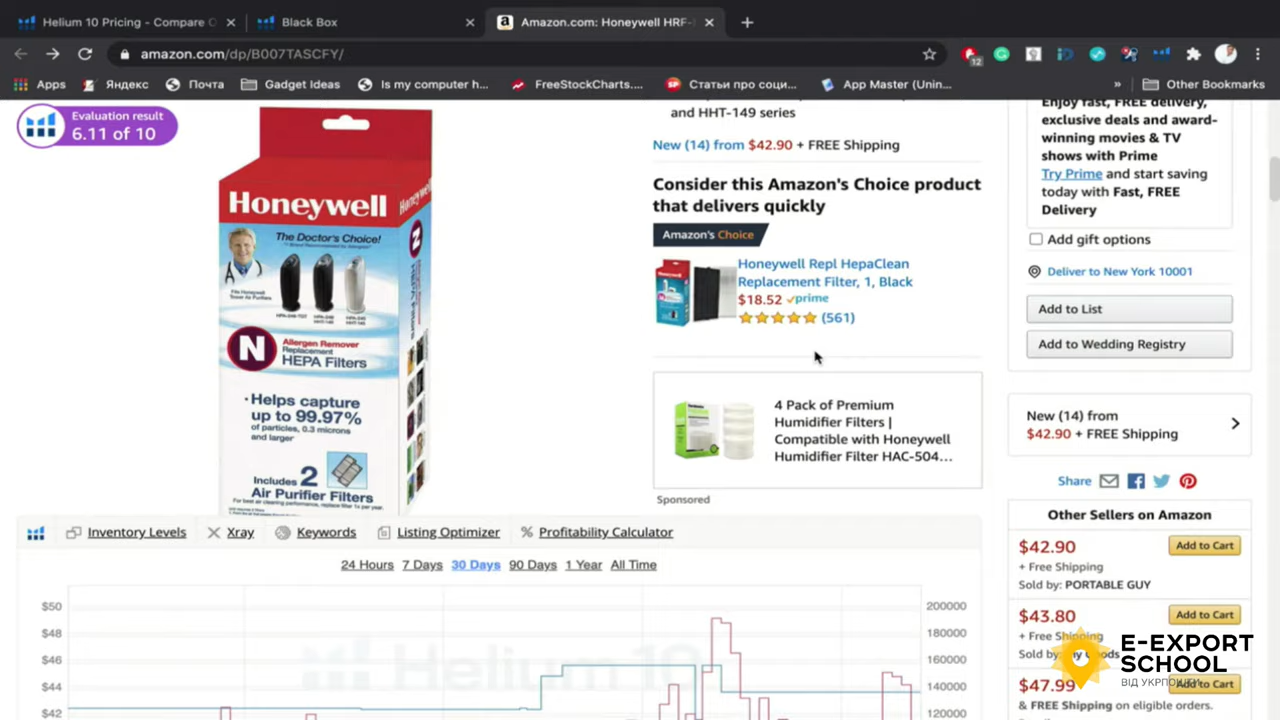 Helium 10 Pricing - Compare
Black Box
Amazon.com: Honeywell HRF-
amazon.com/dp/B007TASCFY/
12
Apps
Яндекс
Почта
Gadget Ideas
Is my computer h...
FreeStockCharts....
Статьи про соци...
App Master (Unin...
»
Other Bookmarks
Evaluation result
6.11 of 10
Honeywell
The Doctor's Choice!
N
Allergen Remover
Replacement
HEPA Filters
• Helps capture
up to 99.97%
of particles, 0.3 microns
and larger
Includes 2
Air Purifier Filters
and HHT-149 series
New (14) from $42.90 + FREE Shipping
Consider this Amazon's Choice product
that delivers quickly
Amazon's Choice
Honeywell Repl HepaClean
Replacement Filter, 1, Black
$18.52 prime
(561)
4 Pack of Premium
Humidifier Filters |
Compatible with Honeywell
Humidifier Filter HAC-504...
Sponsored
Enjoy fast, FREE delivery,
exclusive deals and award-
winning movies & TV
shows with Prime
Try Prime and start saving
today with Fast, FREE
Delivery
Add gift options
Deliver to New York 10001
Add to List
Add to Wedding Registry
New (14) from
$42.90 + FREE Shipping
Share
Other Sellers on Amazon
$42.90
Add to Cart
+ Free Shipping
Sold by: PORTABLE GUY
$43.80
Add to Cart
+ Free Shipping
Sold by: Goods
$47.99
Add to Cart
& FREE Shipping on eligible orders.
E-EXPORT
SCHOOL
ВІД УКРПОШТИ
Inventory Levels
Xray
Keywords
Listing Optimizer
Profitability Calculator
24 Hours 7 Days 30 Days 90 Days 1 Year All Time
$50
$48
$46
$44
$42
200000
180000
160000
140000
120000
Helium 10